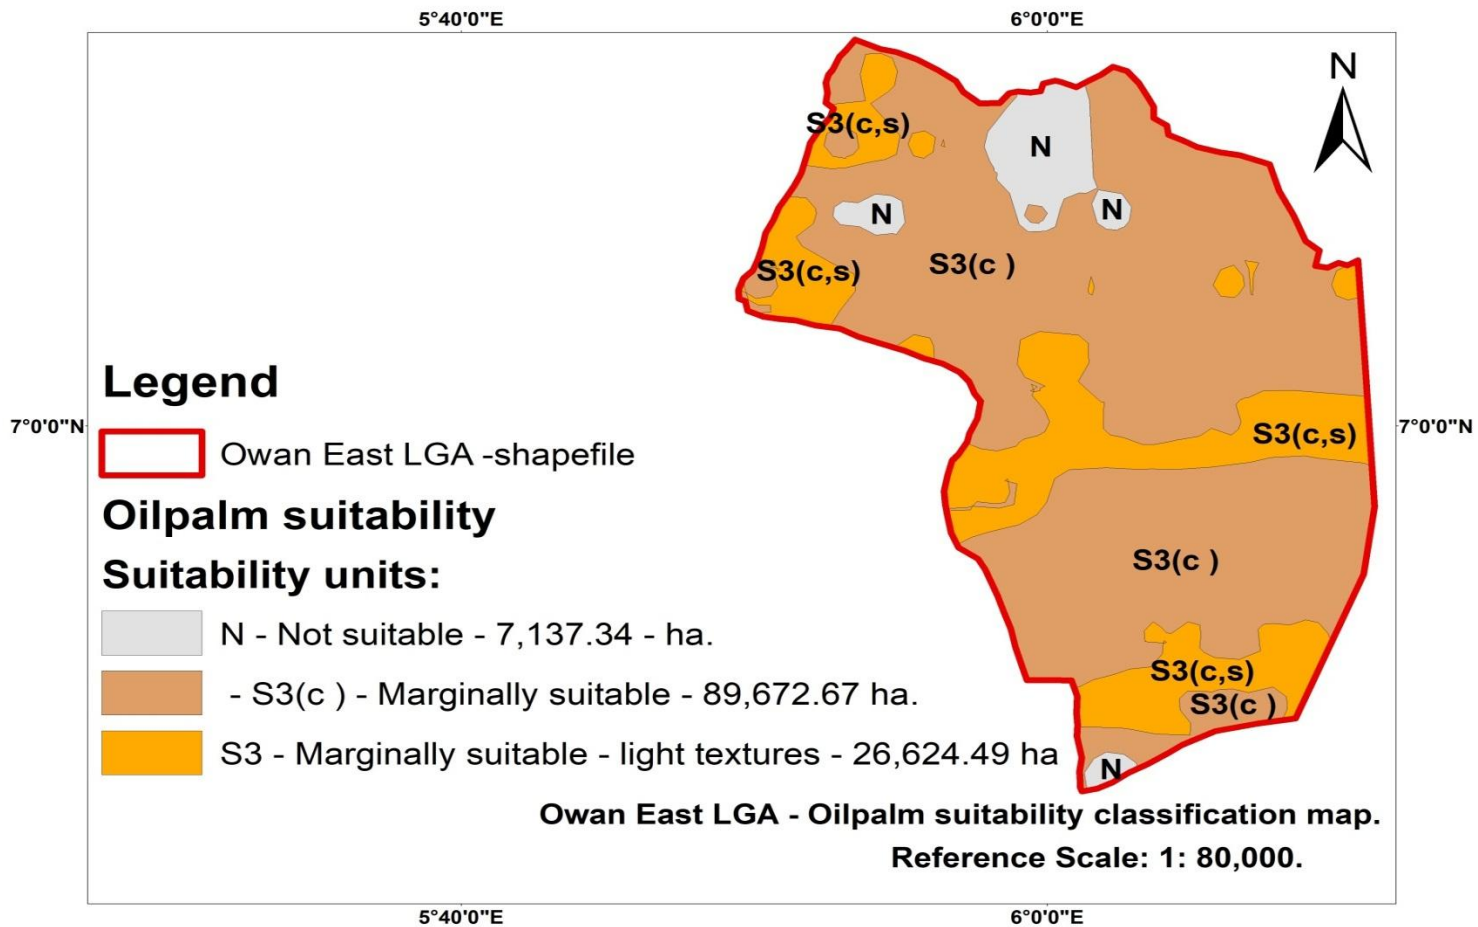 5°40'0"E 6°0'0"E
N
S3(c,s)
N
N N
S3(c,s) S3(c )
Legend
7°0'0"N 7°0'0"N
S3(c,s)
Owan East LGA -shapefile
Oilpalm suitability
S3(c )
Suitability units:
N - Not suitable - 7,137.34 - ha.
S3(c,s)
- S3(c ) - Marginally suitable - 89,672.67 ha.
S3(c )
S3 - Marginally suitable - light textures - 26,624.49 ha
N
Owan East LGA - Oilpalm suitability classification map.
Reference Scale: 1: 80,000.
5°40'0"E 6°0'0"E